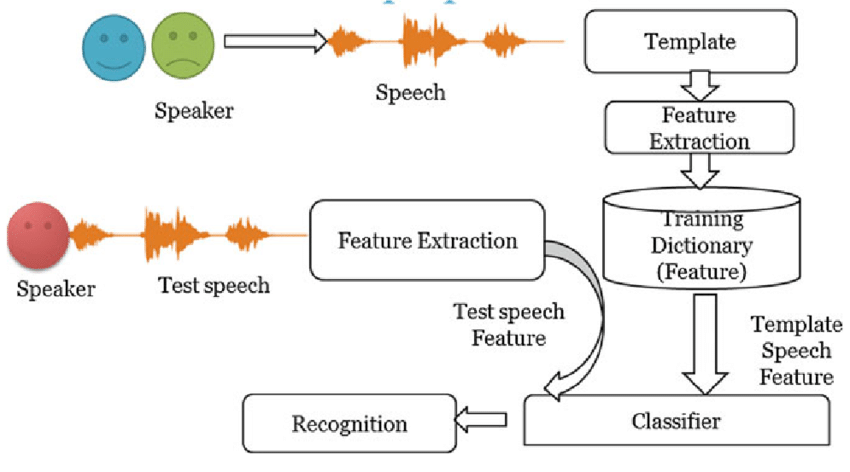 Template
Speech
Speaker
Feature
Extraction
Training
Dictionary
(Feature)
Feature Extraction
Speaker
Test speech
Test speech
Feature
Template
Speech
Feature
Classifier
Recognition